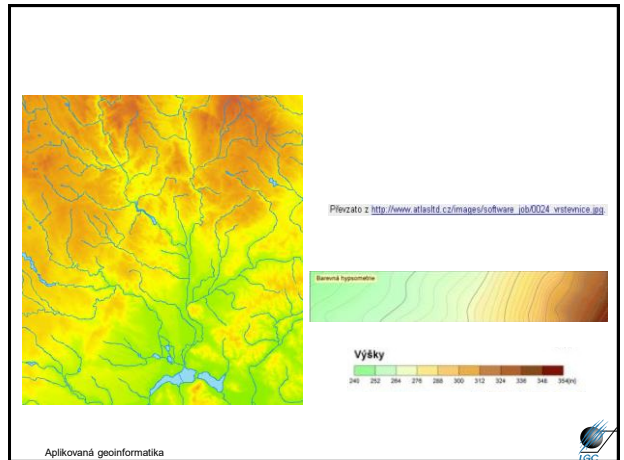 Převzato z http://www.atlasltd.cz/images/software_job/0024_vrstevnice.jpg.
Barevná hypsometrie
Výšky
240 252 264 276 288 300 312 324 336 348 354(m)
Aplikovaná geoinformatika
LGC